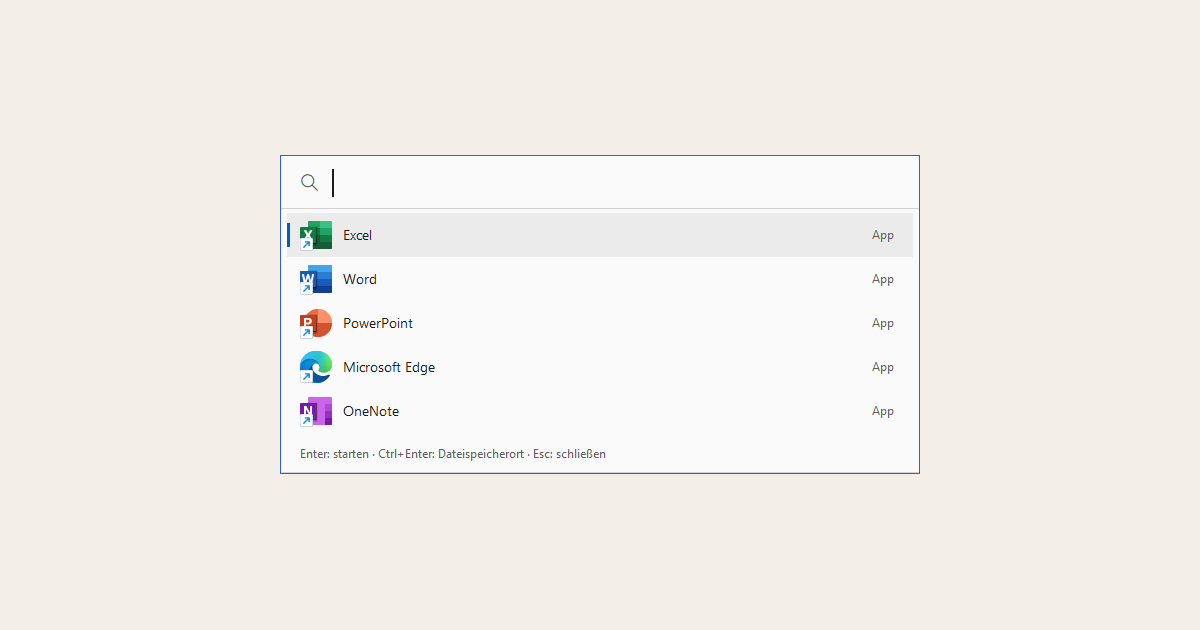 Excel App
Word App
PowerPoint App
Microsoft Edge App
OneNote App
Enter: starten · Ctrl+Enter: Dateispeicherort · Esc: schließen